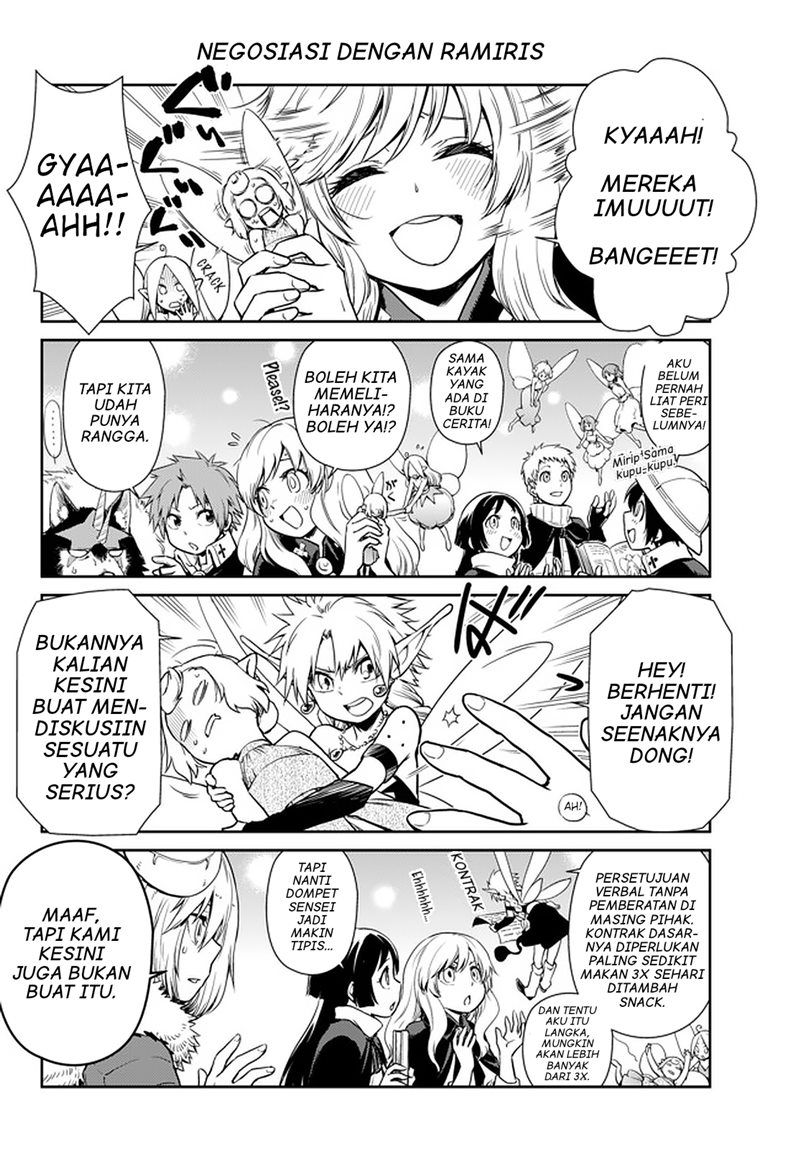 NEGOSIASI DENGAN RAMIRIS
KYAAAH!
MEREKA
IMUUUUT!
BANGEEEET!
GYAA-
AAAAA-
AHH!!
CRACK
AKU
BELUM
PERNAH
LIAT PERI
SEBE-
LUMNYA!
Mirip Sama
kupu-kupu!
SAMA
KAYAK
YANG
ADA DI
BUKU
CERITA!
BOLEH KITA
MEMELI-
HARANYA!?
BOLEH YA!?
Please!?
TAPI KITA
UDAH
PUNYA
RANGGA.
......
HEY!
BERHENTI!
JANGAN
SEENAKNYA
DONG!
AH!
BUKANNYA
KALIAN
KESINI
BUAT MEN-
DISKUSIIN
SESUATU
YANG
SERIUS?
PERSETUJUAN
VERBAL TANPA
PEMBERATAN DI
MASING PIHAK.
KONTRAK DASAR-
NYA DIPERLUKAN
PALING SEDIKIT
MAKAN 3X SEHARI
DITAMBAH
SNACK.
DAN TENTU
AKU ITU
LANGKA,
MUNGKIN
AKAN LEBIH
BANYAK
DARI 3X.
KONTRAK
Ehhhhhh...
TAPI
NANTI
DOMPET
SENSEI
JADI
MAKIN
TIPIS...
MAAF,
TAPI KAMI
KESINI
JUGA BUKAN
BUAT ITU.